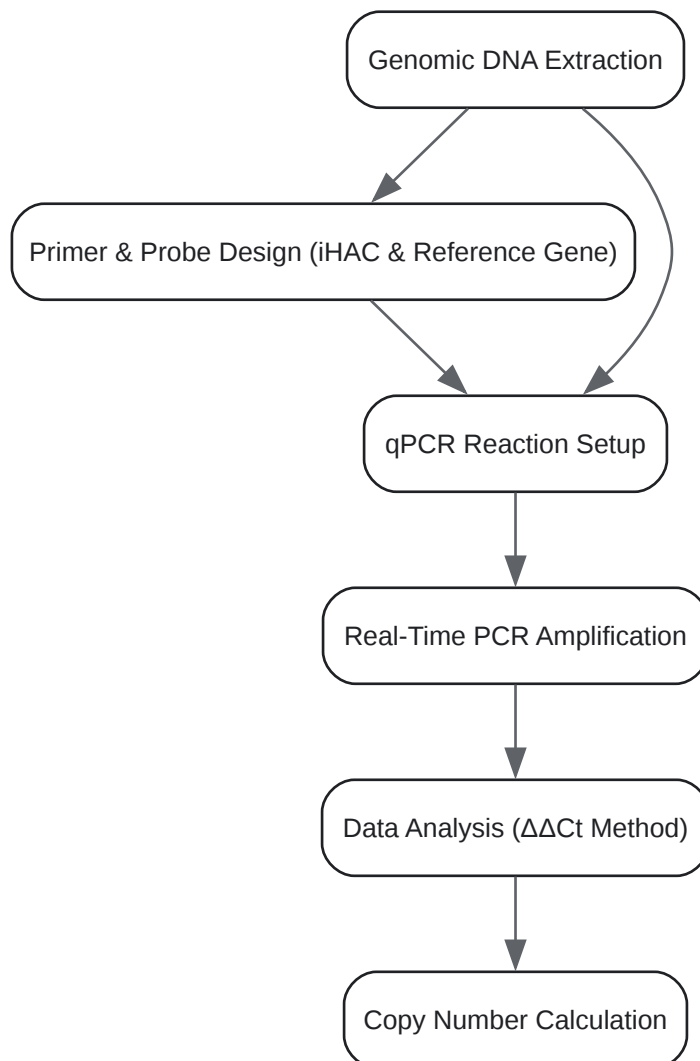 Genomic DNA Extraction
Primer & Probe Design (iHAC & Reference Gene)
qPCR Reaction Setup
Real-Time PCR Amplification
Data Analysis (ΔΔCt Method)
Copy Number Calculation